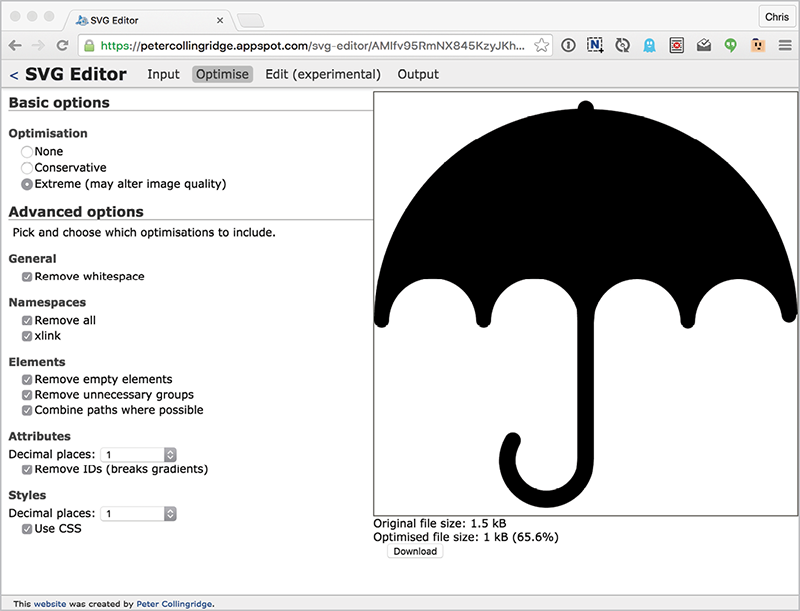 SVG Editor
Chris
https://petercollingridge.appspot.com/svg-editor/AMIfv95RmNX845KzyJKh...
< SVG Editor Input Optimise Edit (experimental) Output
Basic options
Optimisation
None
Conservative
Extreme (may alter image quality)
Advanced options
Pick and choose which optimisations to include.
General
Remove whitespace
Namespaces
Remove all
xlink
Elements
Remove empty elements
Remove unnecessary groups
Combine paths where possible
Attributes
Decimal places: 1
Remove IDs (breaks gradients)
Styles
Decimal places: 1
Use CSS
Original file size: 1.5 kB
Optimised file size: 1 kB (65.6%)
Download
This website was created by Peter Collingridge.